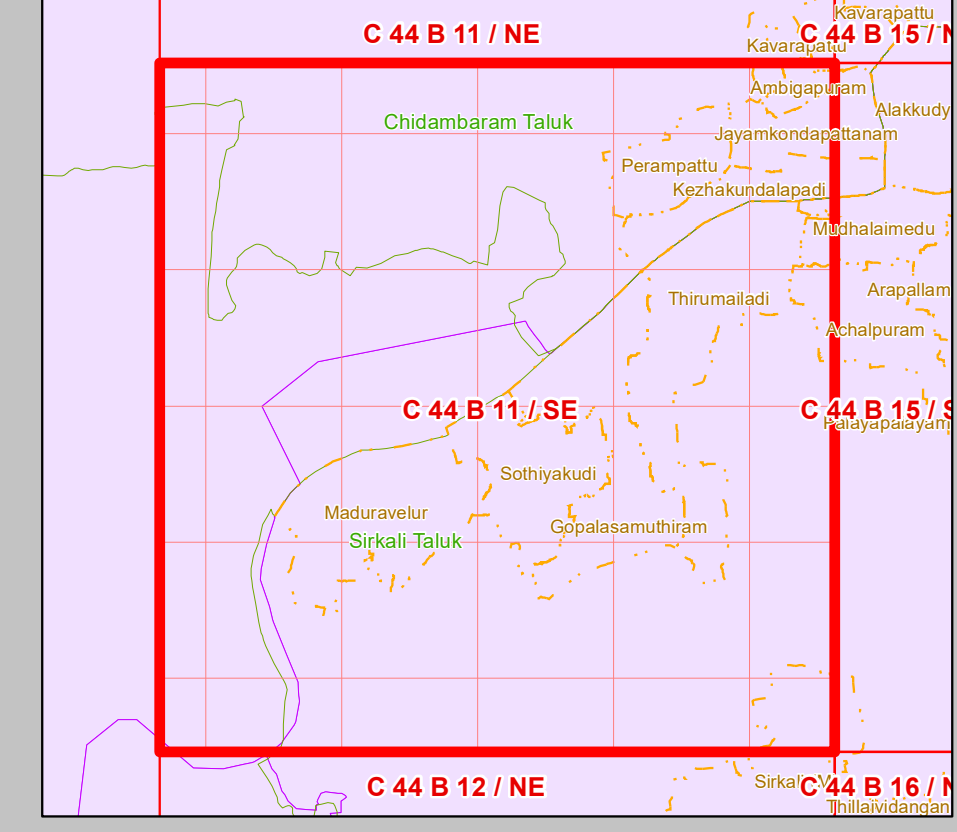 Kavarapattu
C 44 B 11 / NE
C 44 B 15 / N
Kavarapattu
Ambigapuram
Alakkudy
Chidambaram Taluk
Jayamkondapattanam
Perampattu
Kezhakundalapadi
Mudhalaimedu
Arapallam
Thirumailadi
Achalpuram
C 44 B 11 / SE
C 44 B 15 / S
Palayapalayam
Sothiyakudi
Maduravelur
Gopalasamuthiram
Sirkali Taluk
C 44 B 12 / NE
Sirkali M
C 44 B 16 / N
Thillaividangan